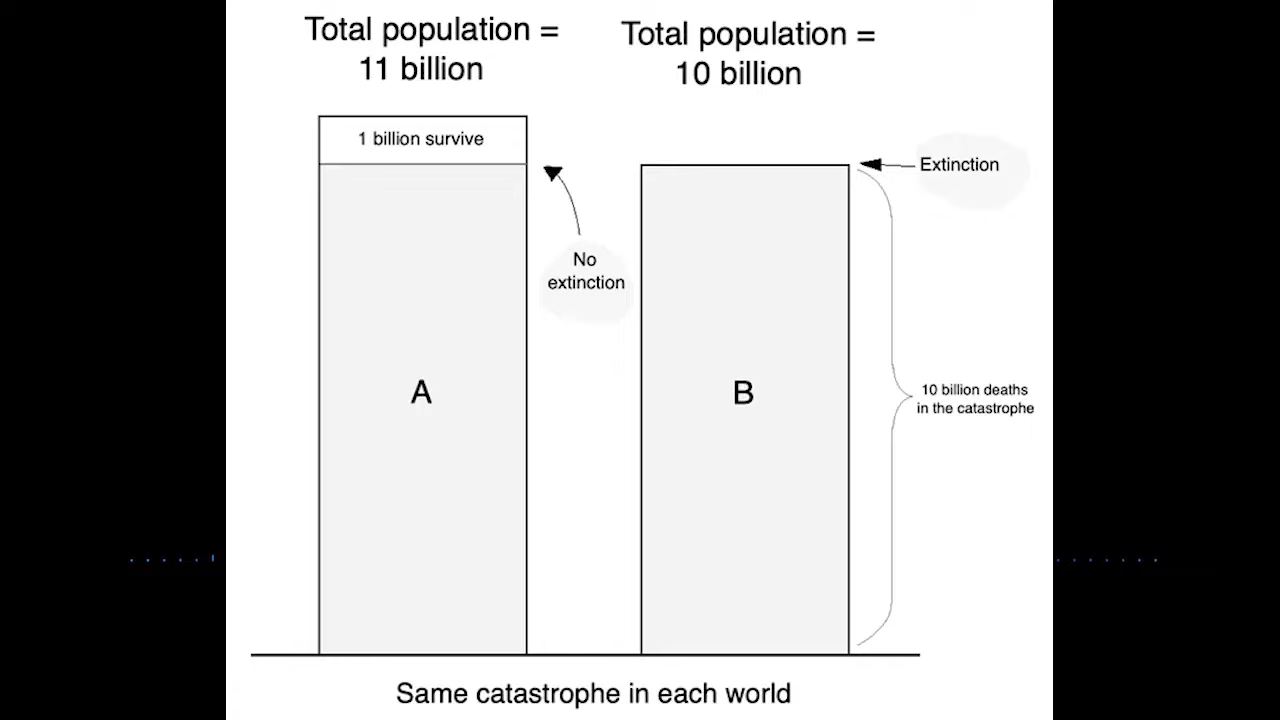 Total population =
11 billion
Total population =
10 billion
1 billion survive
Extinction
No
extinction
A
B
10 billion deaths
in the catastrophe
Same catastrophe in each world